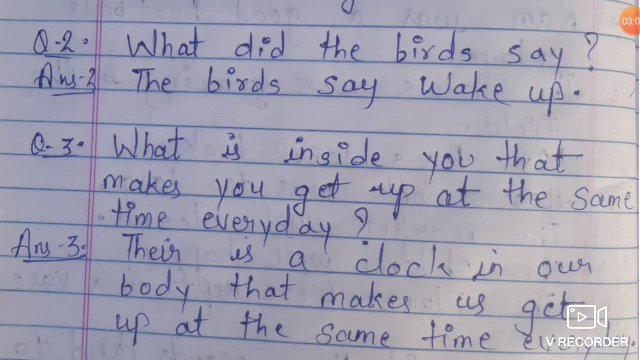 03:0
Q-2. What did the birds say?
Ans-2 The birds say Wake up.
Q-3. What is inside you that
makes you get up at the same
time everyday?
Ans-3. Their is a clock in our
body that makes us get
up at the same time
V RECORDER